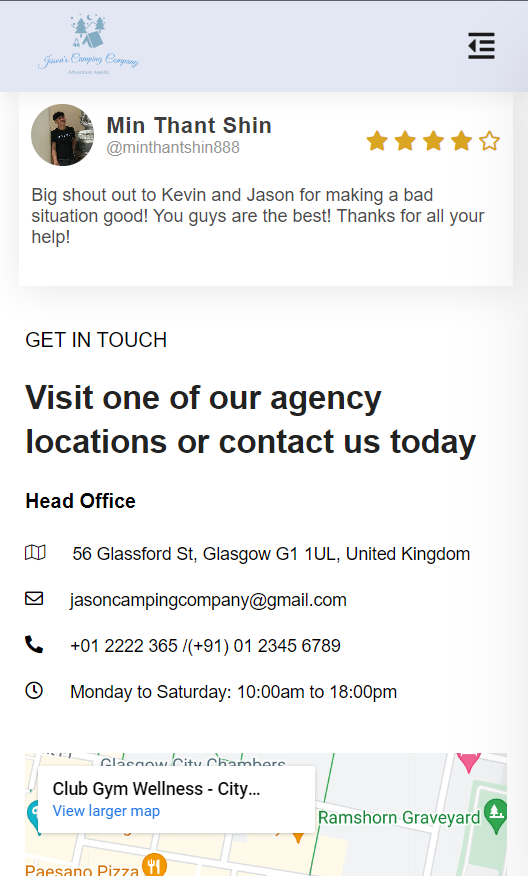 Jason's Camping Company
Adventure Awaits
Min Thant Shin
@minthantshin888
Big shout out to Kevin and Jason for making a bad
situation good! You guys are the best! Thanks for all your
help!
GET IN TOUCH
Visit one of our agency
locations or contact us today
Head Office
56 Glassford St, Glasgow G1 1UL, United Kingdom
jasoncampingcompany@gmail.com
+01 2222 365 /(+91) 01 2345 6789
Monday to Saturday: 10:00am to 18:00pm
Glasgow City Chambers
Club Gym Wellness - City…
View larger map
Ramshorn Graveyard
Paesano Pizza